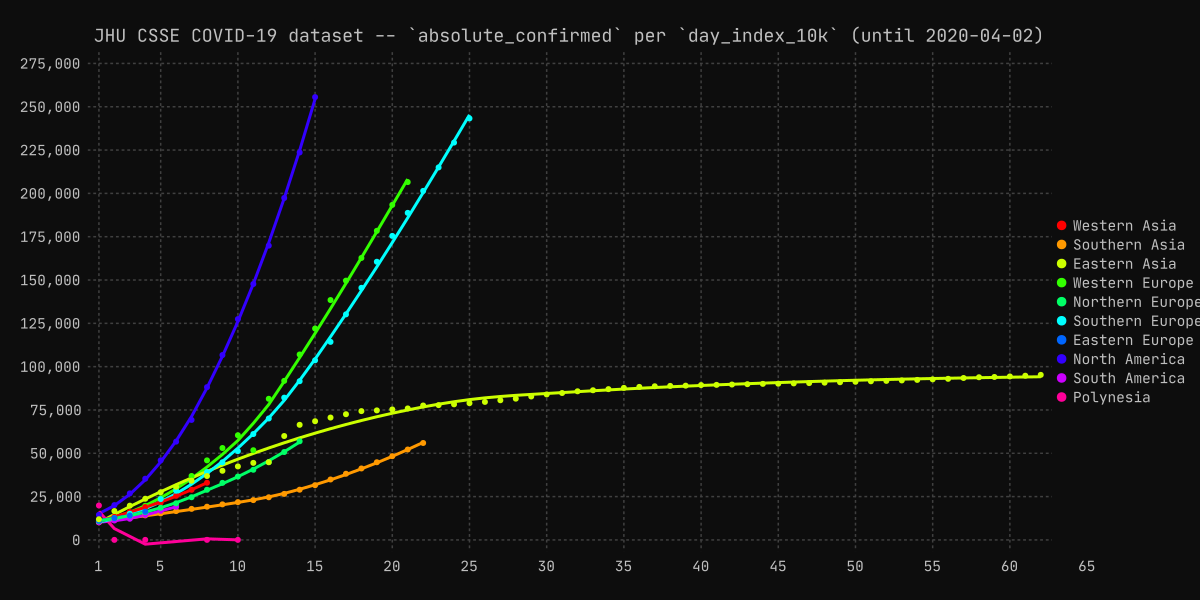 JHU CSSE COVID-19 dataset -- `absolute_confirmed` per `day_index_10k` (until 2020-04-02)
275,000
250,000
225,000
200,000
175,000
150,000
125,000
100,000
75,000
50,000
25,000
0
1 5 10 15 20 25 30 35 40 45 50 55 60 65
Western Asia
Southern Asia
Eastern Asia
Western Europe
Northern Europe
Southern Europe
Eastern Europe
North America
South America
Polynesia